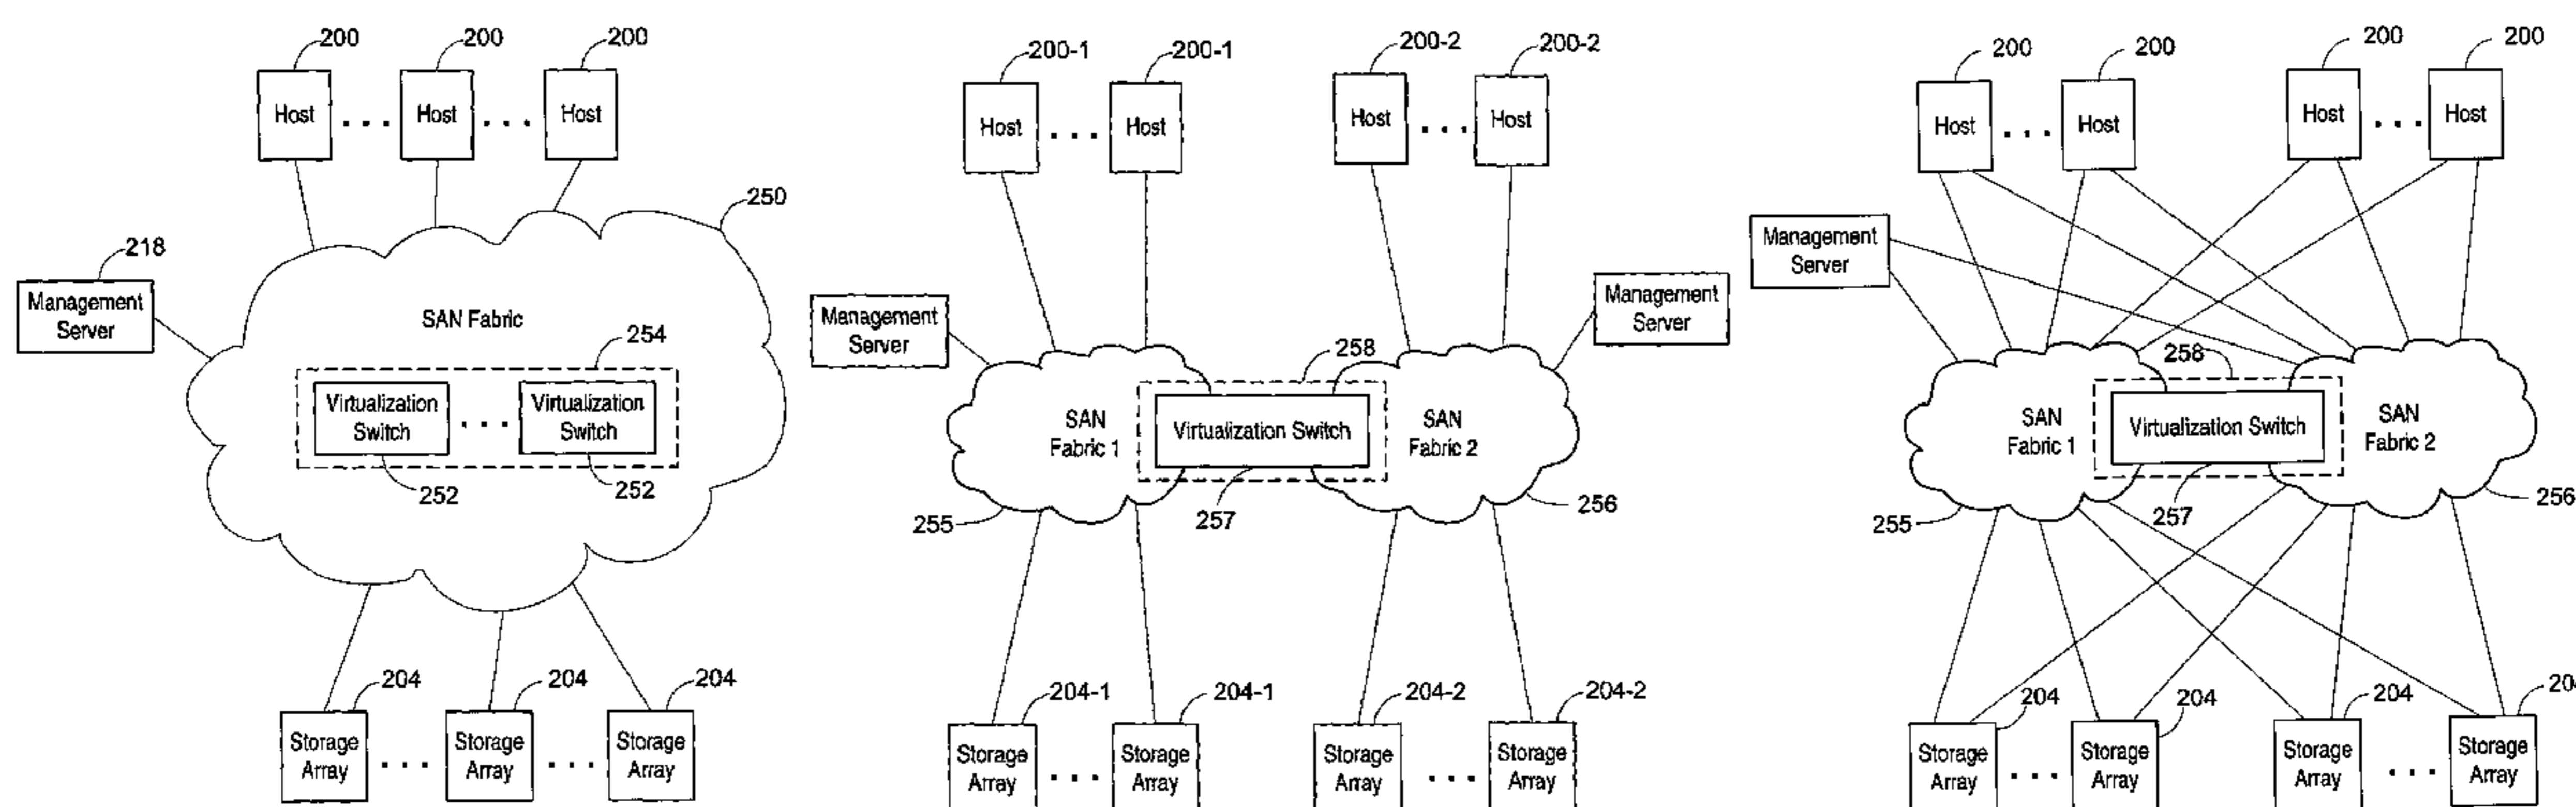 200
200
200
Host
Host
Host
250
218
Management
Server
SAN Fabric
254
Virtualization
Switch
Virtualization
Switch
252
252
204
204
204
Storage
Array
Storage
Array
Storage
Array
200-1
200-1
200-2
200-2
Host
Host
Host
Host
Management
Server
Management
Server
258
SAN
Fabric 1
Virtualization Switch
SAN
Fabric 2
255
257
256
204-1
204-1
204-2
204-2
Storage
Array
Storage
Array
Storage
Array
Storage
Array
200
200
200
200
Host
Host
Host
Host
Management
Server
258
SAN
Fabric 1
Virtualization Switch
SAN
Fabric 2
255
257
256
204
204
204
Storage
Array
Storage
Array
Storage
Array
Storage
Array